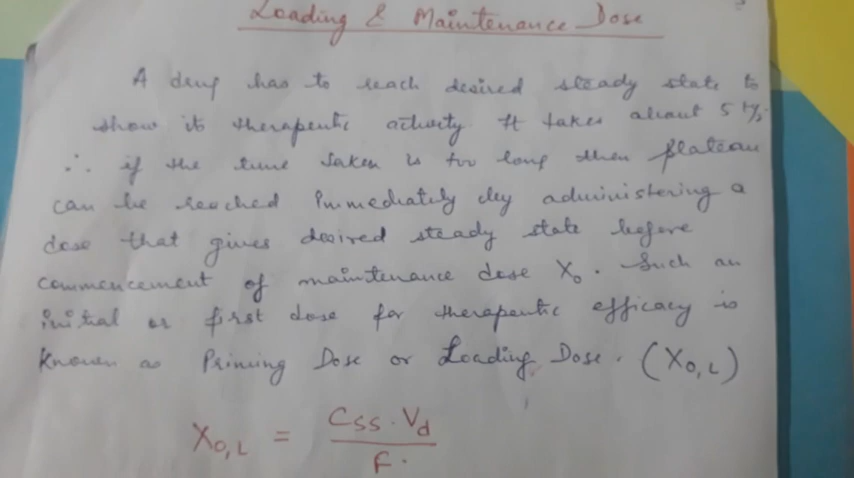 Loading & Maintenance Dose
A drug has to reach desired steady state to
show its therapeutic activity. It takes about 5 t½.
∴ if the time taken is too long then plateau
can be reached immediately by administering a
dose that gives desired steady state before
commencement of maintenance dose X₀. Such an
initial or first dose for therapeutic efficacy is
known as Priming Dose or Loading Dose. (X₀,L)
X₀,L = Css · Vd / F ·